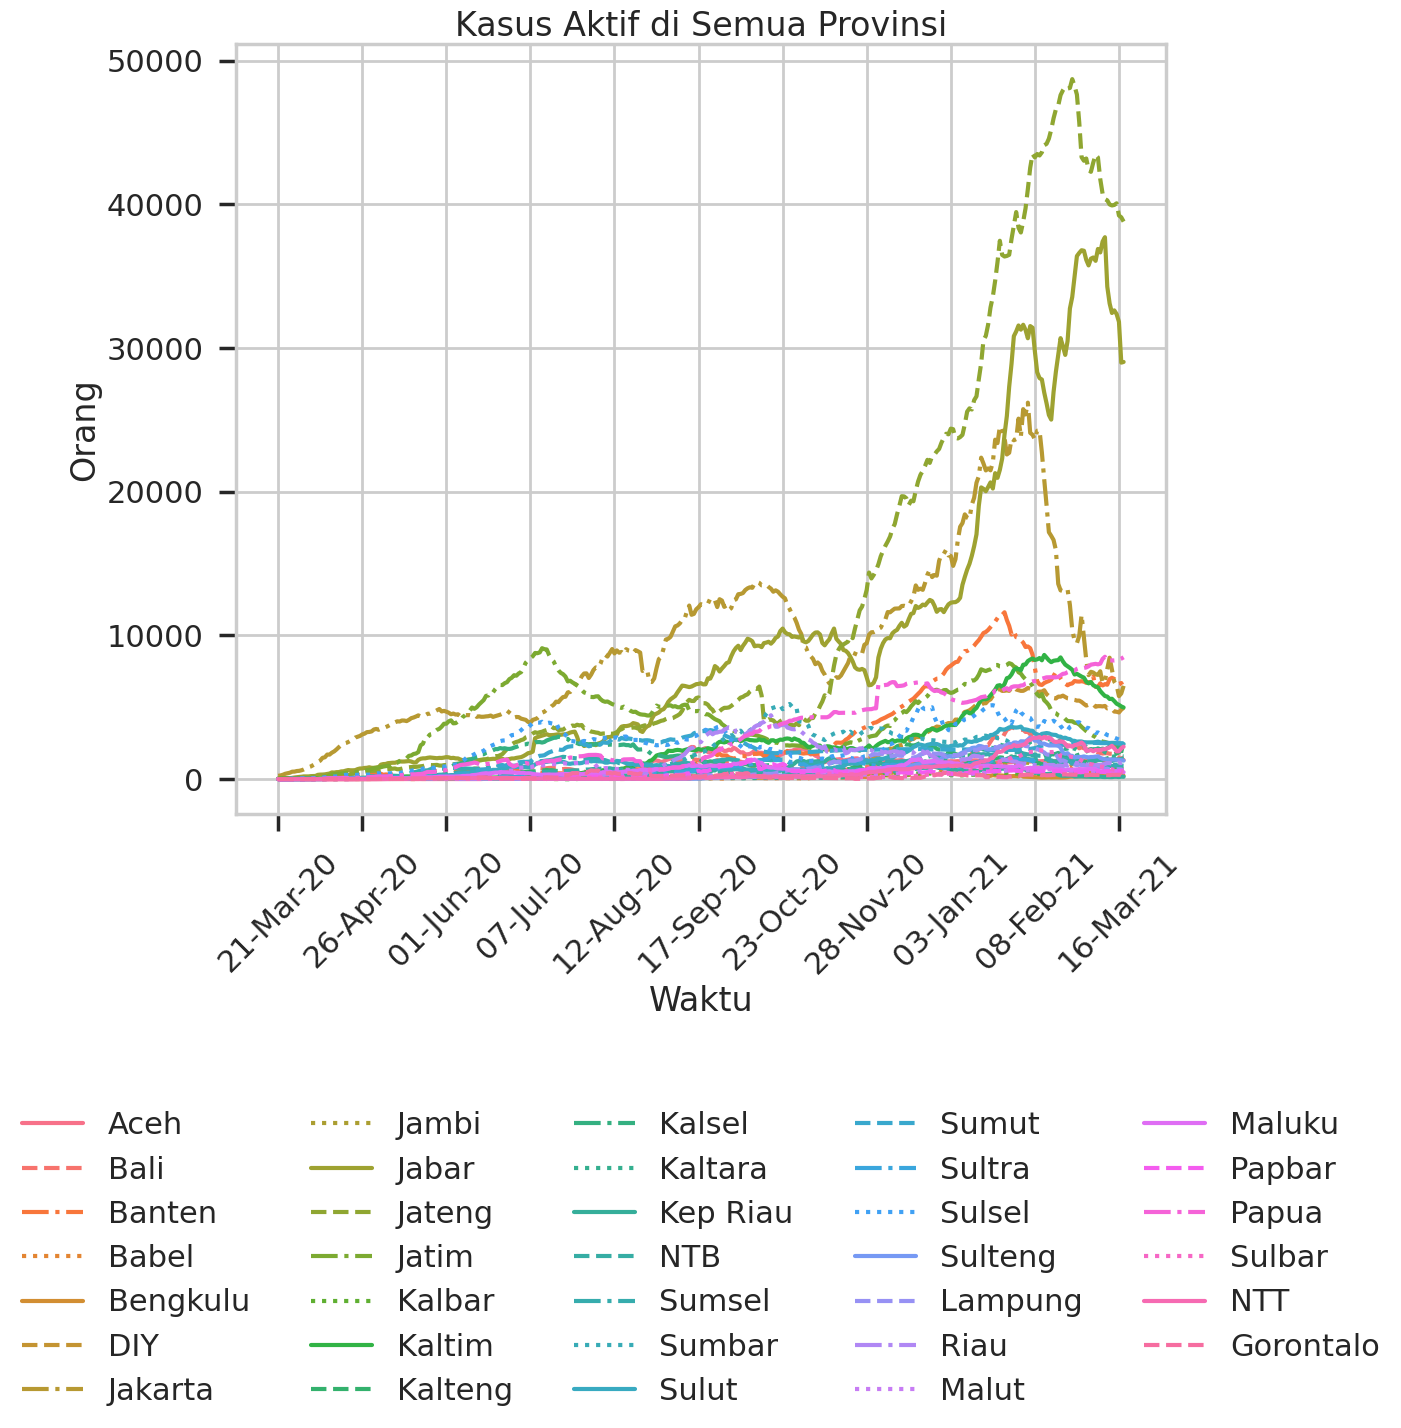 Kasus Aktif di Semua Provinsi
50000
40000
30000
20000
10000
0
Orang
21-Mar-20
26-Apr-20
01-Jun-20
07-Jul-20
12-Aug-20
17-Sep-20
23-Oct-20
28-Nov-20
03-Jan-21
08-Feb-21
16-Mar-21
Waktu
Aceh
Bali
Banten
Babel
Bengkulu
DIY
Jakarta
Jambi
Jabar
Jateng
Jatim
Kalbar
Kaltim
Kalteng
Kalsel
Kaltara
Kep Riau
NTB
Sumsel
Sumbar
Sulut
Sumut
Sultra
Sulsel
Sulteng
Lampung
Riau
Malut
Maluku
Papbar
Papua
Sulbar
NTT
Gorontalo